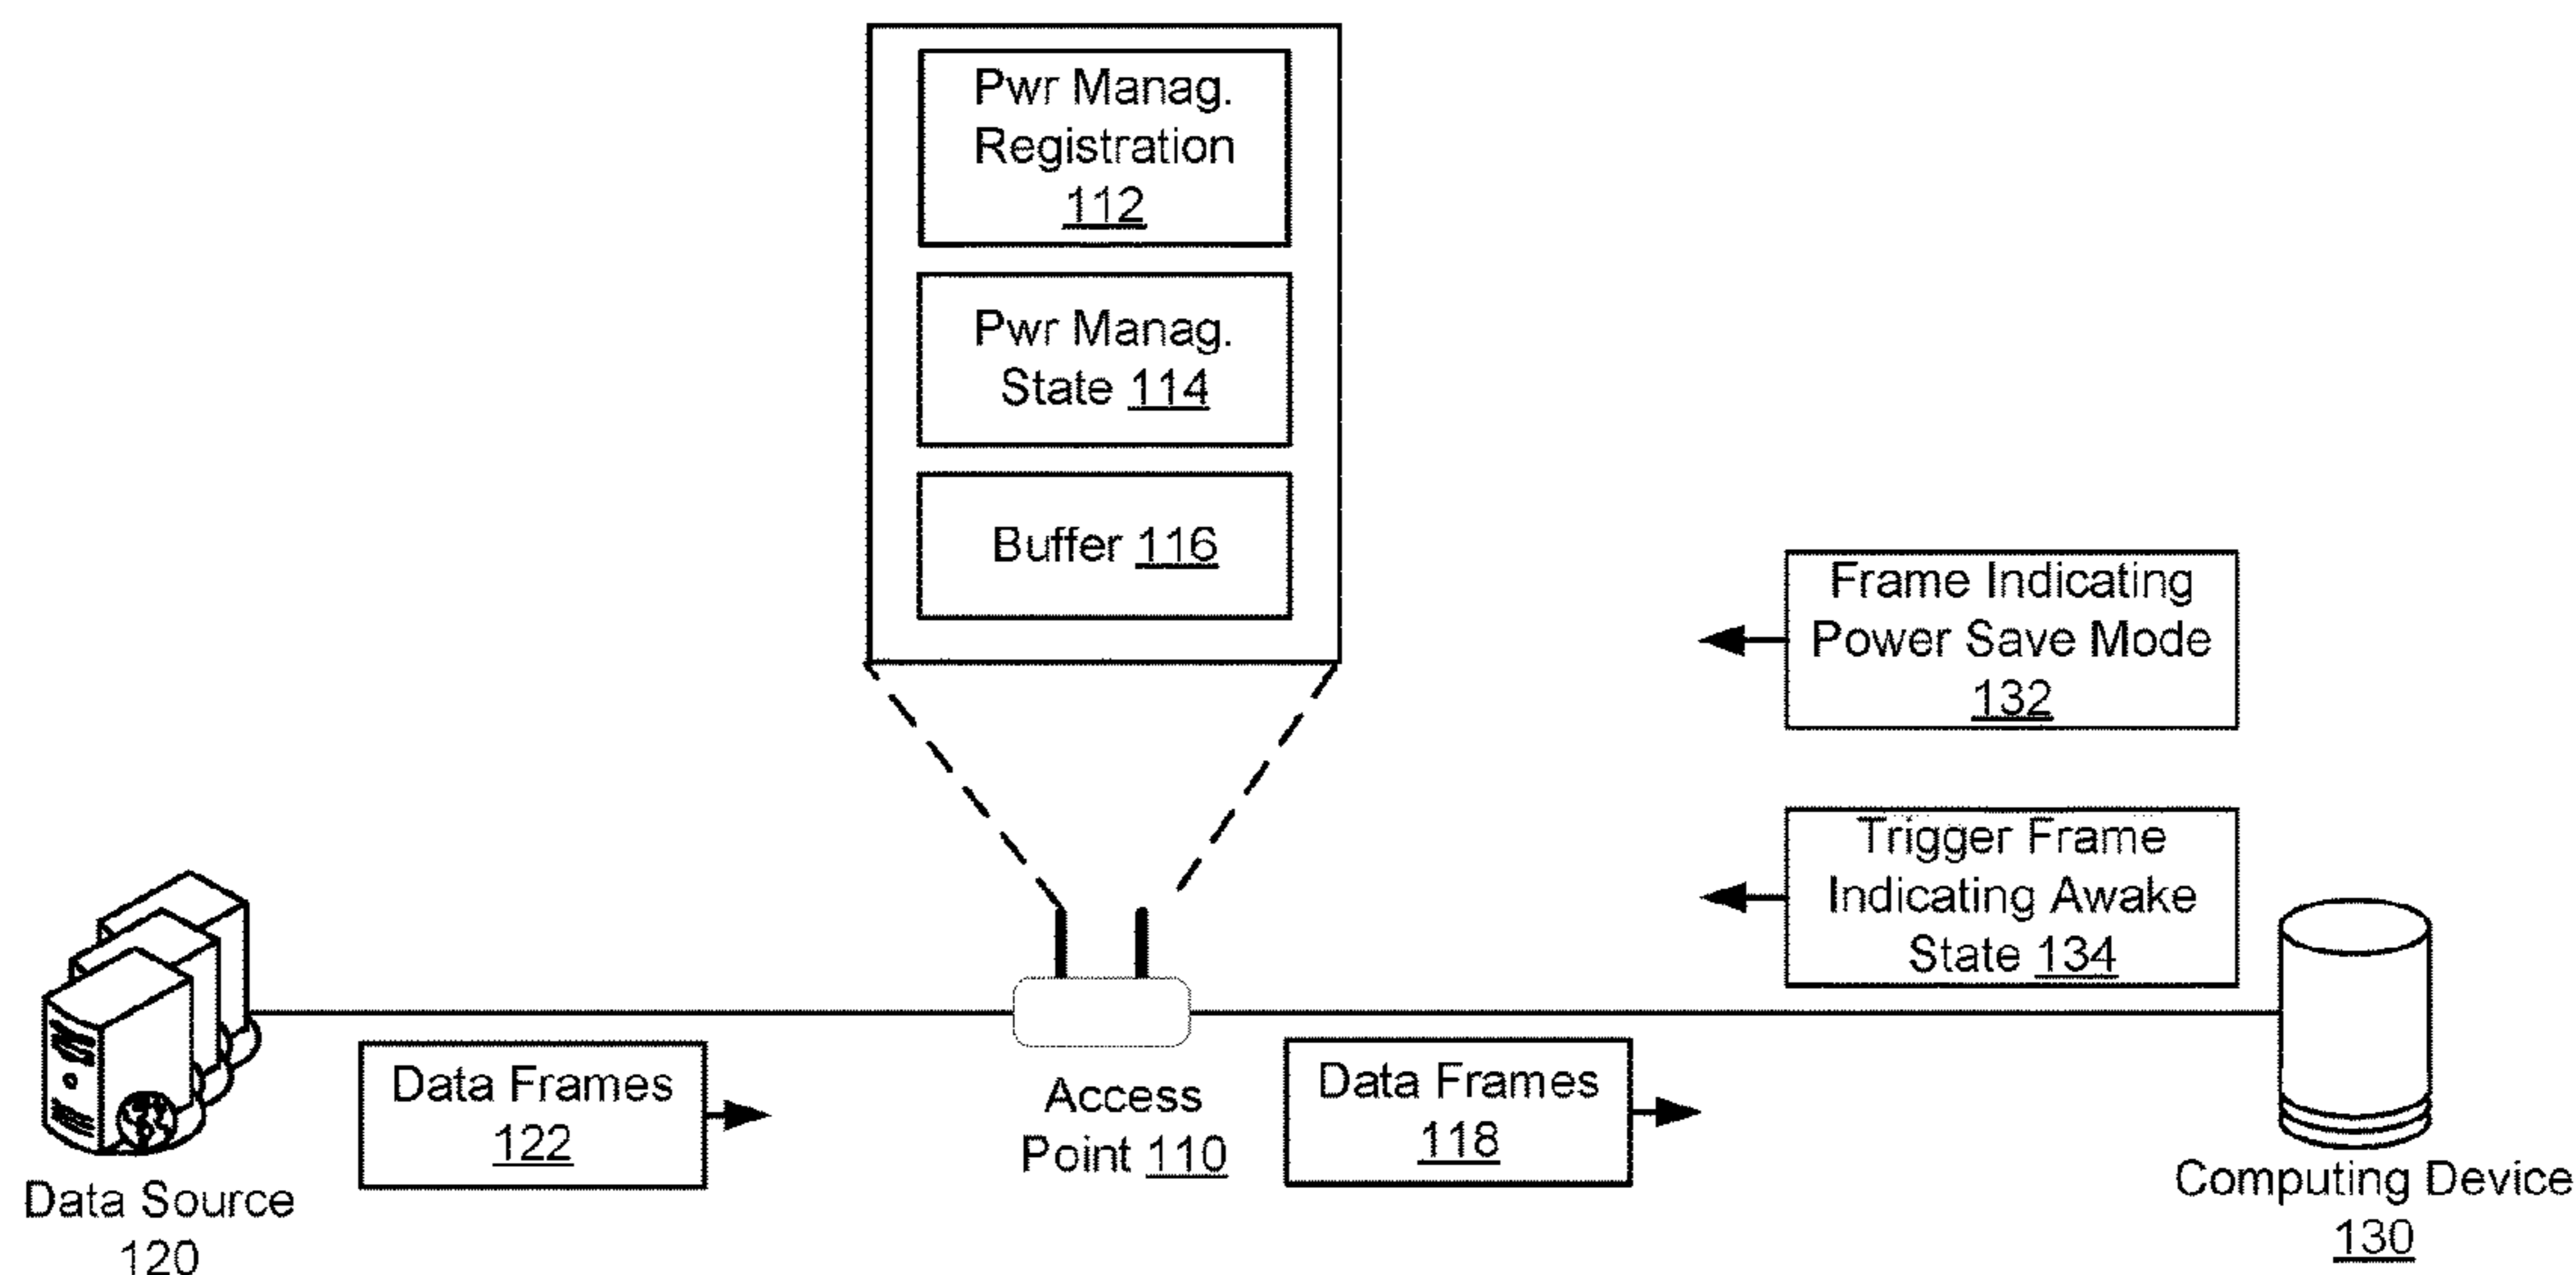 Pwr Manag.
Registration
112
Pwr Manag.
State 114
Buffer 116
Frame Indicating
Power Save Mode
132
Trigger Frame
Indicating Awake
State 134
Data Frames
122
Data Frames
118
Access
Point 110
Data Source
120
Computing Device
130